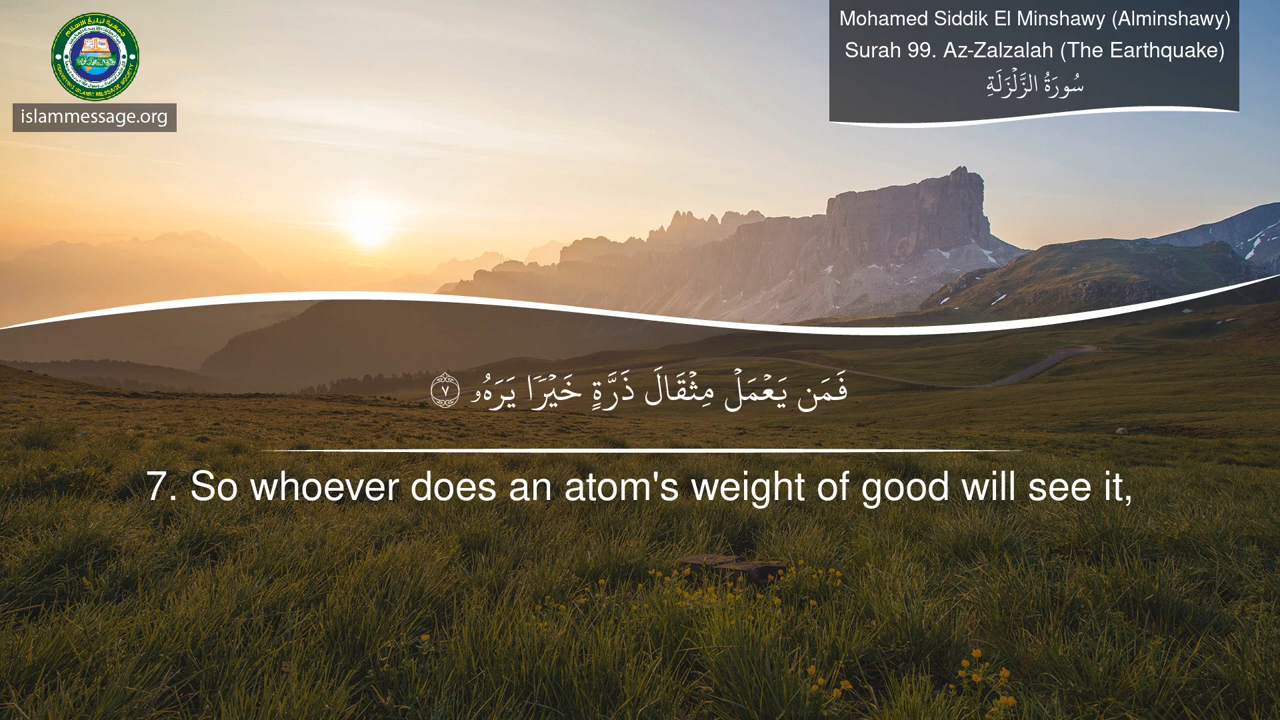 Mohamed Siddik El Minshawy (Alminshawy)
Surah 99. Az-Zalzalah (The Earthquake)
سُورَةُ الزَّلْزَلَةِ
islammessage.org
فَمَن يَعۡمَلۡ مِثۡقَالَ ذَرَّةٍ خَيۡرٗا يَرَهُۥ ٧
7. So whoever does an atom's weight of good will see it,